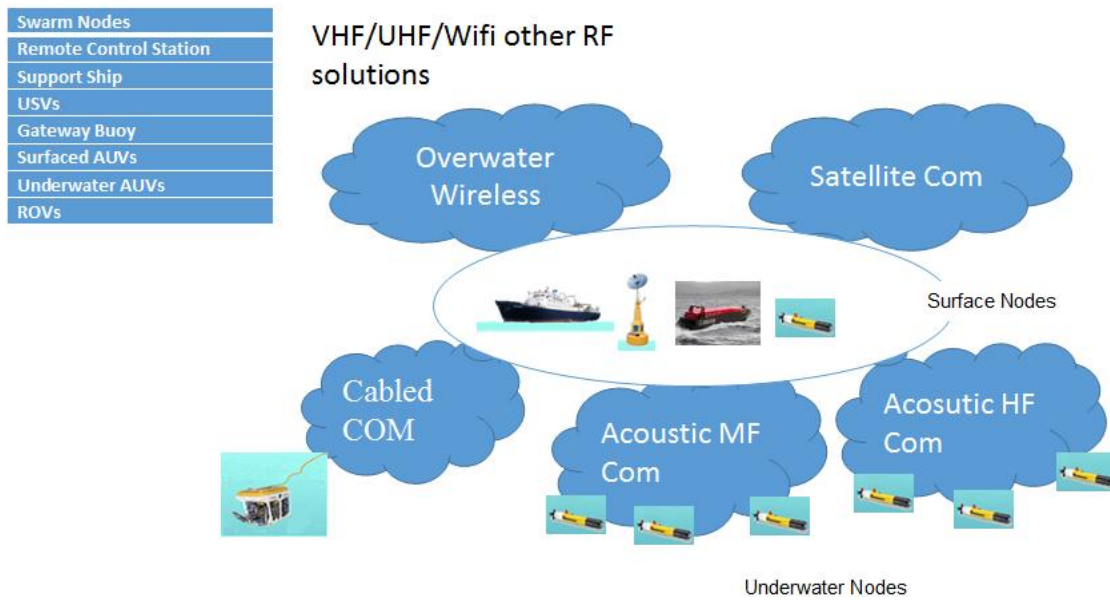 Swarm Nodes
Remote Control Station
Support Ship
USVs
Gateway Buoy
Surfaced AUVs
Underwater AUVs
ROVs
VHF/UHF/Wifi other RF
solutions
Overwater
Wireless
Satellite Com
Surface Nodes
Cabled
COM
Acoustic MF
Com
Acosutic HF
Com
Underwater Nodes